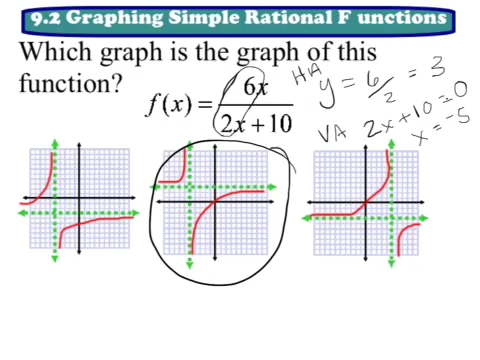 9.2 Graphing Simple Rational F unctions
Which graph is the graph of this
function?
f(x) = 6x / 2x + 10
HA y = 6/2 = 3
VA 2x + 10 = 0
x = -5